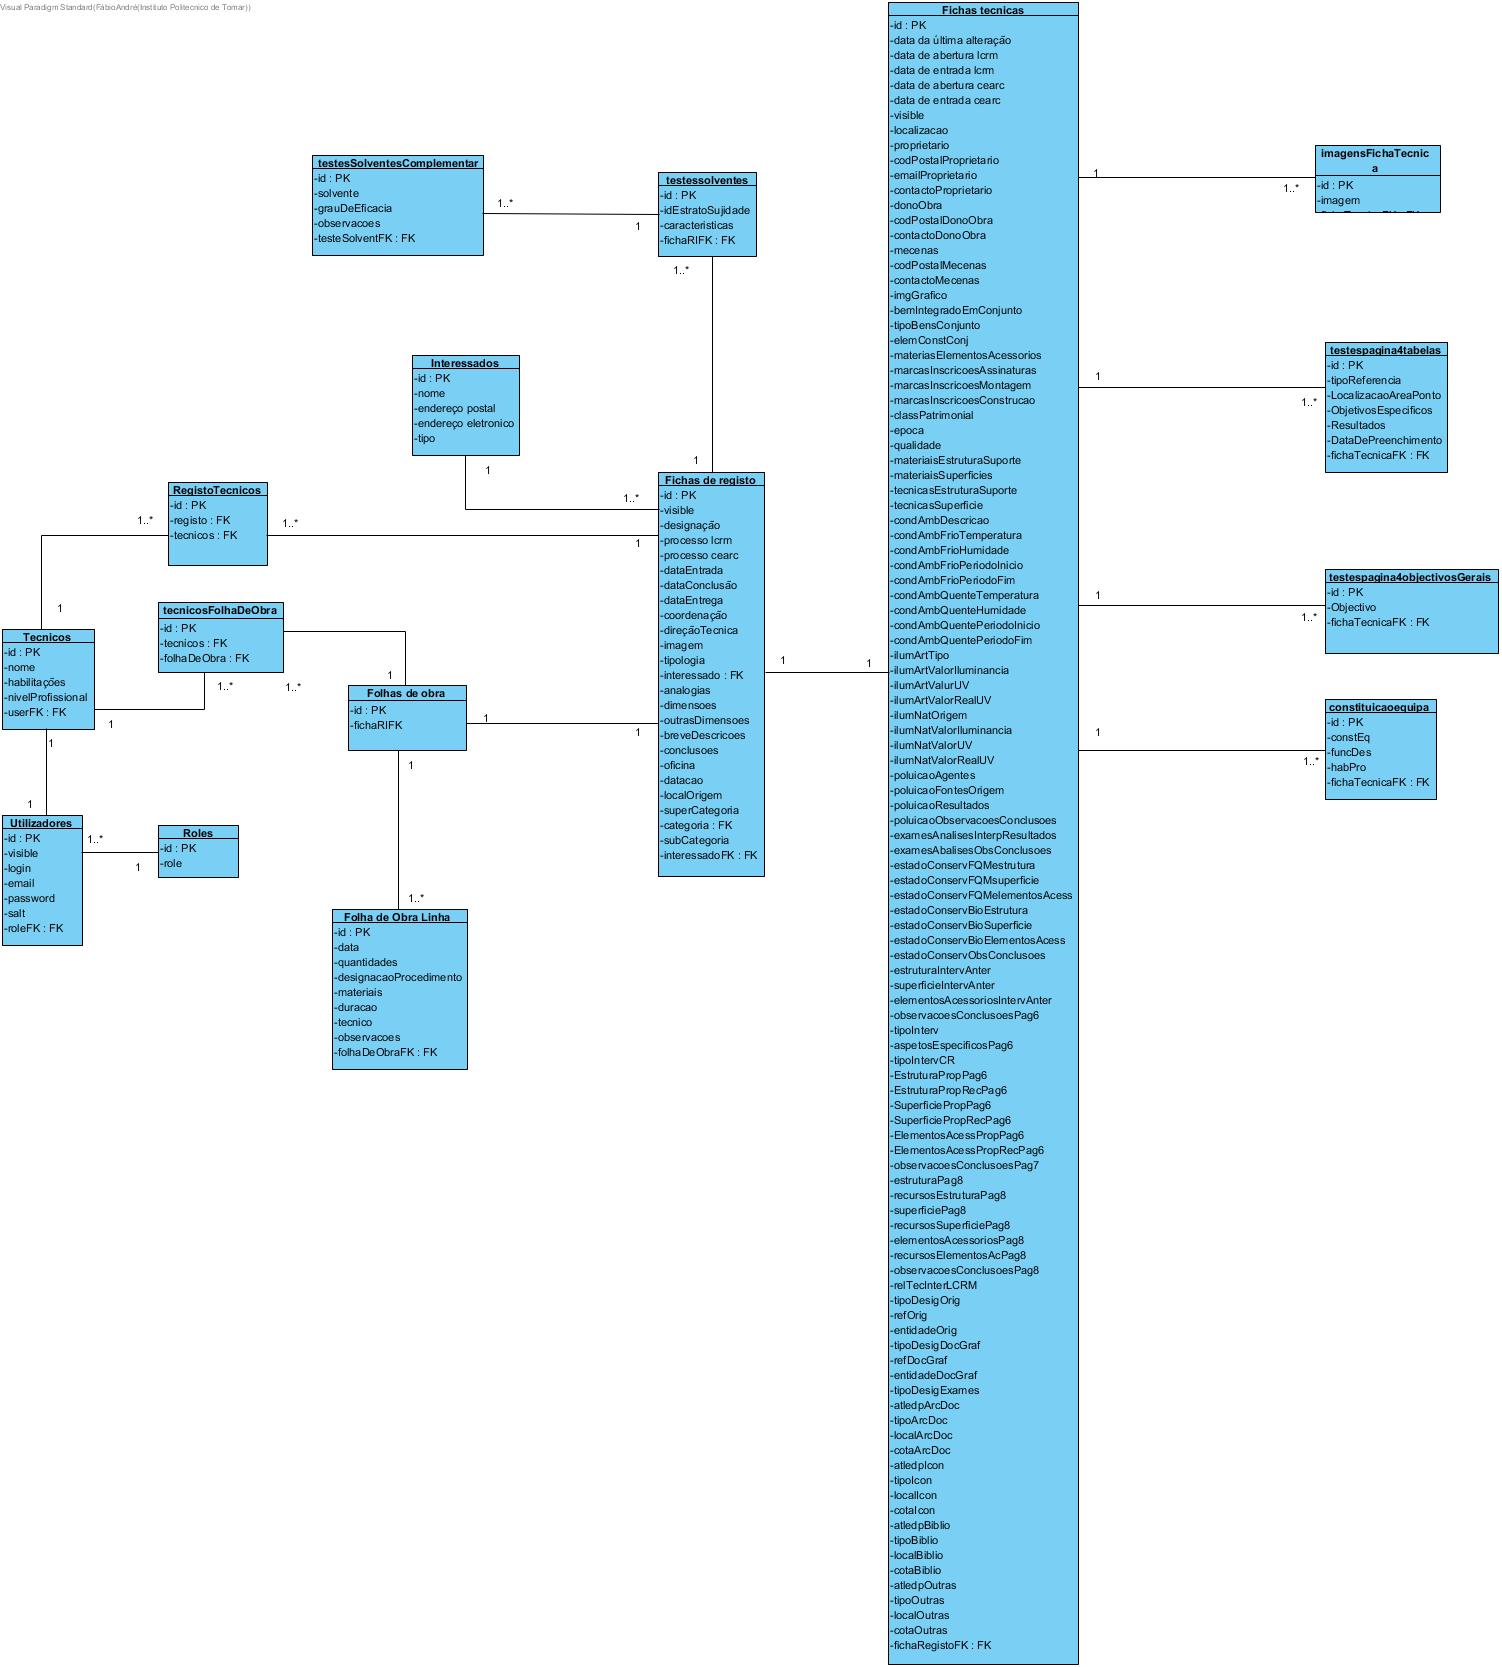 Visual Paradigm Standard(FábioAndré(Instituto Politecnico de Tomar))
testesSolventesComplementar
-id : PK
-solvente
-grauDeEficacia
-observacoes
-testeSolventFK : FK
1..*
1
testessolventes
-id : PK
-idEstratoSujidade
-caracteristicas
-fichaRIFK : FK
1..*
1
Interessados
-id : PK
-nome
-endereço postal
-endereço eletronico
-tipo
1
1..*
RegistoTecnicos
-id : PK
-registo : FK
-tecnicos : FK
1..*
1..*
1
1
tecnicosFolhaDeObra
-id : PK
-tecnicos : FK
-folhaDeObra : FK
1..*
1..*
1
1
Tecnicos
-id : PK
-nome
-habilitações
-nivelProfissional
-userFK : FK
1
1
Utilizadores
-id : PK
-visible
-login
-email
-password
-salt
-roleFK : FK
1..*
1
Roles
-id : PK
-role
Folhas de obra
-id : PK
-fichaRIFK
1
1
1
1..*
Folha de Obra Linha
-id : PK
-data
-quantidades
-designacaoProcedimento
-materiais
-duracao
-tecnico
-observacoes
-folhaDeObraFK : FK
Fichas de registo
-id : PK
-visible
-designação
-processo lcrm
-processo cearc
-dataEntrada
-dataConclusão
-dataEntrega
-coordenação
-direçãoTecnica
-imagem
-tipologia
-interessado : FK
-analogias
-dimensoes
-outrasDimensoes
-breveDescricoes
-conclusoes
-oficina
-datacao
-localOrigem
-superCategoria
-categoria : FK
-subCategoria
-interessadoFK : FK
1
1
Fichas tecnicas
-id : PK
-data da última alteração
-data de abertura lcrm
-data de entrada lcrm
-data de abertura cearc
-data de entrada cearc
-visible
-localizacao
-proprietario
-codPostalProprietario
-emailProprietario
-contactoProprietario
-donoObra
-codPostalDonoObra
-contactoDonoObra
-mecenas
-codPostalMecenas
-contactoMecenas
-imgGrafico
-bemIntegradoEmConjunto
-tipoBensConjunto
-elemConstConj
-materiasElementosAcessorios
-marcasInscricoesAssinaturas
-marcasInscricoesMontagem
-marcasInscricoesConstrucao
-classPatrimonial
-epoca
-qualidade
-materiaisEstruturaSuporte
-materiaisSuperficies
-tecnicasEstruturaSuporte
-tecnicasSuperficie
-condAmbDescricao
-condAmbFrioTemperatura
-condAmbFrioHumidade
-condAmbFrioPeriodoInicio
-condAmbFrioPeriodoFim
-condAmbQuenteTemperatura
-condAmbQuenteHumidade
-condAmbQuentePeriodoInicio
-condAmbQuentePeriodoFim
-ilumArtTipo
-ilumArtValorIluminancia
-ilumArtValurUV
-ilumArtValorRealUV
-ilumNatOrigem
-ilumNatValorIluminancia
-ilumNatValorUV
-ilumNatValorRealUV
-poluicaoAgentes
-poluicaoFontesOrigem
-poluicaoResultados
-poluicaoObservacoesConclusoes
-examesAnalisesInterpResultados
-examesAbalisesObsConclusoes
-estadoConservFQMestrutura
-estadoConservFQMsuperficie
-estadoConservFQMelementosAcess
-estadoConservBioEstrutura
-estadoConservBioSuperficie
-estadoConservBioElementosAcess
-estadoConservObsConclusoes
-estruturaIntervAnter
-superficieIntervAnter
-elementosAcessoriosIntervAnter
-observacoesConclusoesPag6
-tipoInterv
-aspetosEspecificosPag6
-tipoIntervCR
-EstruturaPropPag6
-EstruturaPropRecPag6
-SuperficiePropPag6
-SuperficiePropRecPag6
-ElementosAcessPropPag6
-ElementosAcessPropRecPag6
-observacoesConclusoesPag7
-estruturaPag8
-recursosEstruturaPag8
-superficiePag8
-recursosSuperficiePag8
-elementosAcessoriosPag8
-recursosElementosAcPag8
-observacoesConclusoesPag8
-relTecInterLCRM
-tipoDesigOrig
-refOrig
-entidadeOrig
-tipoDesigDocGraf
-refDocGraf
-entidadeDocGraf
-tipoDesigExames
-atledpArcDoc
-tipoArcDoc
-localArcDoc
-cotaArcDoc
-atledpIcon
-tipoIcon
-localIcon
-cotaIcon
-atledpBiblio
-tipoBiblio
-localBiblio
-cotaBiblio
-atledpOutras
-tipoOutras
-localOutras
-cotaOutras
-fichaRegistoFK : FK
1
1..*
imagensFichaTecnic
a
-id : PK
-imagem
1
1..*
testespagina4tabelas
-id : PK
-tipoReferencia
-LocalizacaoAreaPonto
-ObjetivosEspecificos
-Resultados
-DataDePreenchimento
-fichaTecnicaFK : FK
1
1..*
testespagina4objectivosGerais
-id : PK
-Objectivo
-fichaTecnicaFK : FK
1
1..*
constituicaoequipa
-id : PK
-constEq
-funcDes
-habPro
-fichaTecnicaFK : FK